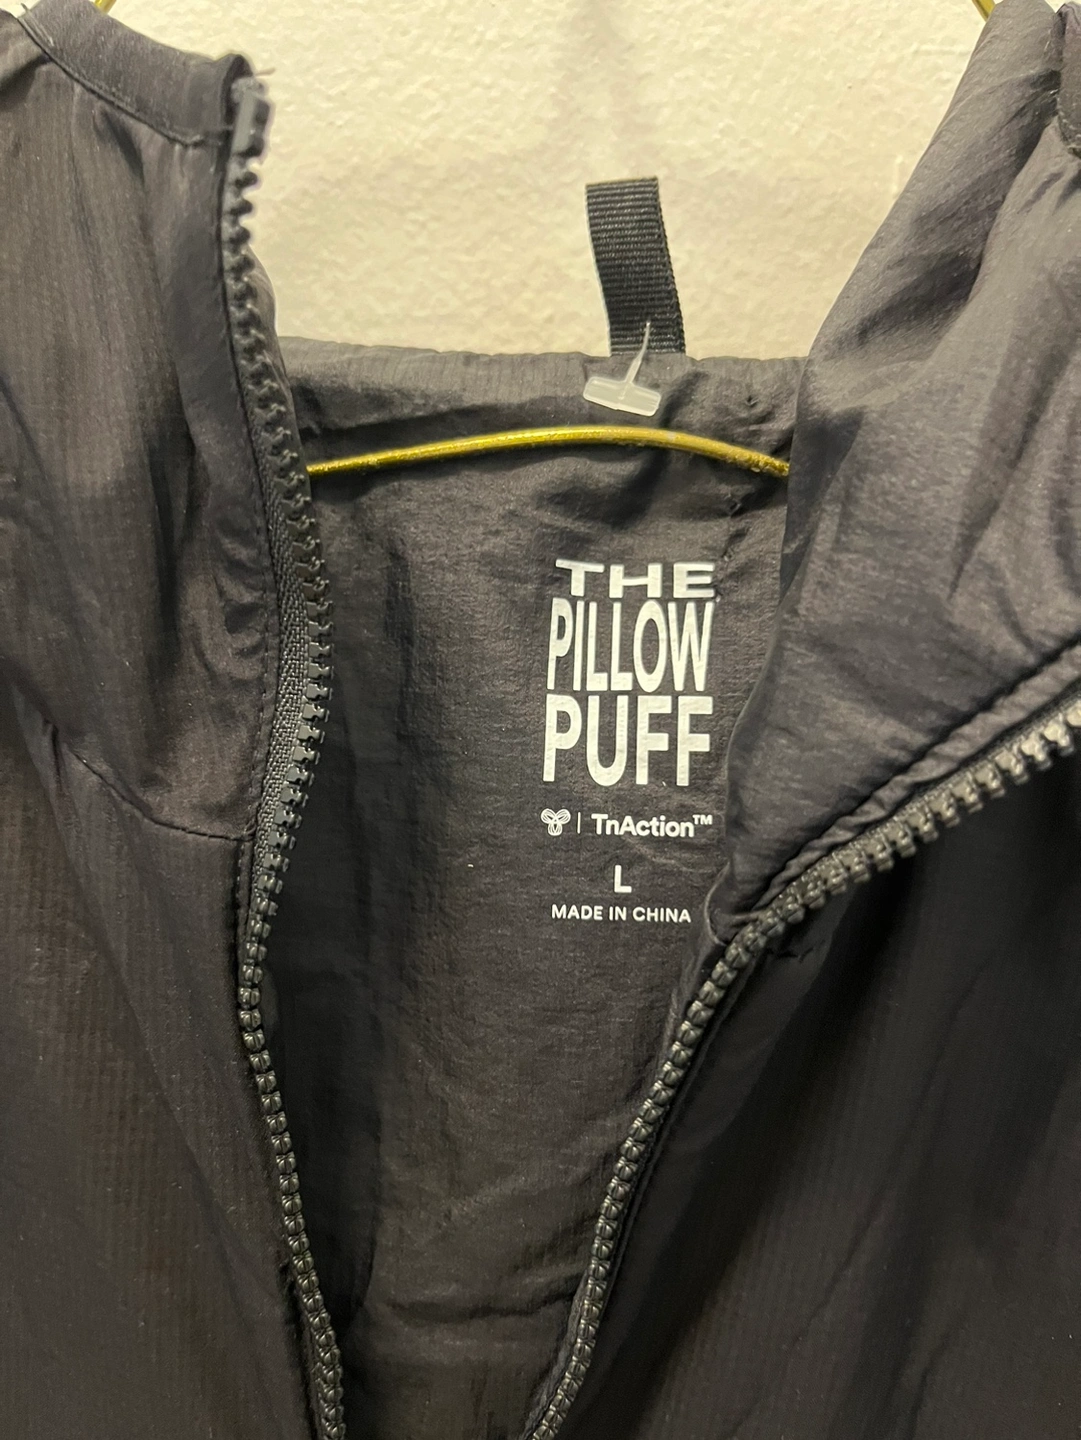 THE
PILLOW
PUFF
| TnAction™
L
MADE IN CHINA